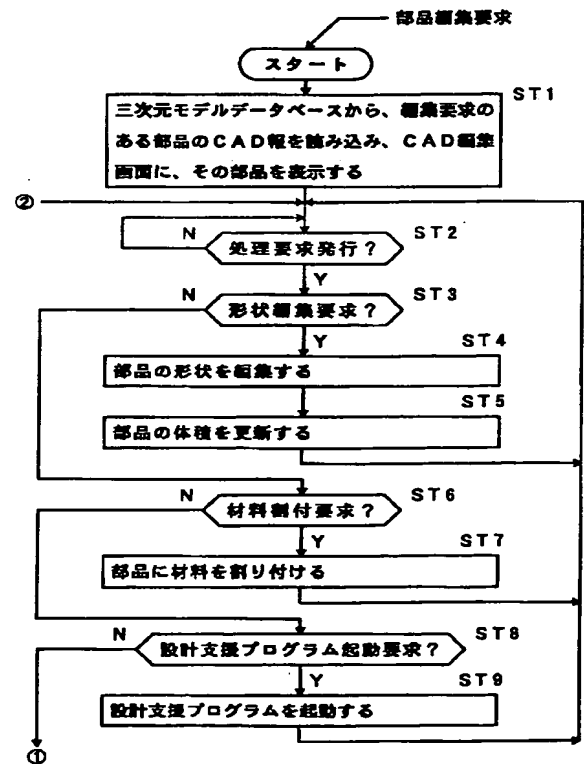 部品編集要求
スタート
ST1
三次元モデルデータベースから、編集要求の
ある部品のCAD報を読み込み、CAD編集
画面に、その部品を表示する
②
N
ST2
処理要求発行？
Y
N
ST3
形状編集要求？
Y
ST4
部品の形状を編集する
ST5
部品の体積を更新する
N
ST6
材料割付要求？
Y
ST7
部品に材料を割り付ける
N
ST8
設計支援プログラム起動要求？
Y
ST9
設計支援プログラムを起動する
①